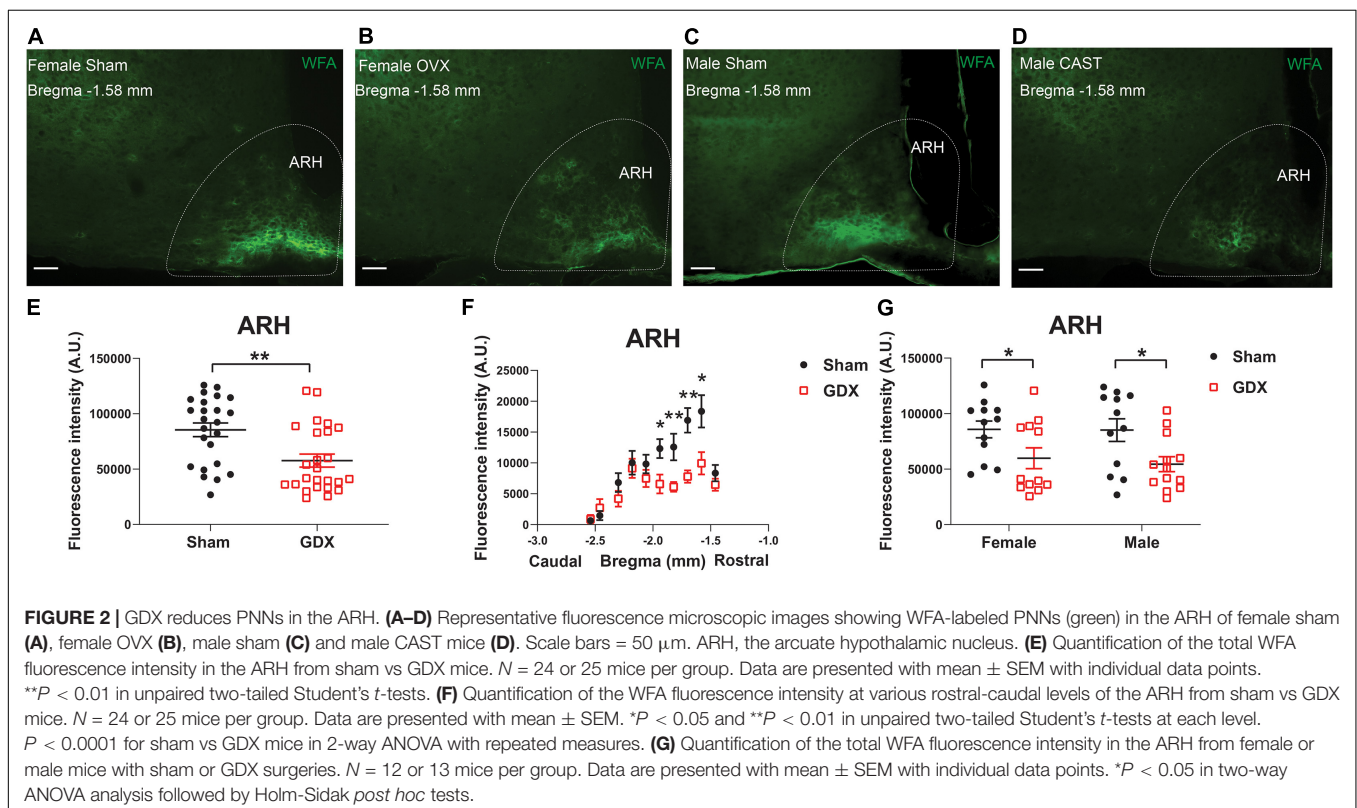 A
B
C
D
Female Sham
WFA
Bregma -1.58 mm
ARH
Female OVX
WFA
Bregma -1.58 mm
ARH
Male Sham
WFA
Bregma -1.58 mm
ARH
Male CAST
WFA
Bregma -1.58 mm
ARH
E
ARH
Fluorescence intensity (A.U.)
150000
100000
50000
0
**
Sham
GDX
F
ARH
Sham
GDX
Fluorescence intensity (A.U.)
25000
20000
15000
10000
5000
0
*
**
**
*
-3.0
-2.5
-2.0
-1.5
-1.0
Caudal
Bregma (mm)
Rostral
G
ARH
Sham
GDX
Fluorescence intensity (A.U.)
150000
100000
50000
0
*
*
Female
Male
FIGURE 2 | GDX reduces PNNs in the ARH. (A–D) Representative fluorescence microscopic images showing WFA-labeled PNNs (green) in the ARH of female sham
(A), female OVX (B), male sham (C) and male CAST mice (D). Scale bars = 50 μm. ARH, the arcuate hypothalamic nucleus. (E) Quantification of the total WFA
fluorescence intensity in the ARH from sham vs GDX mice. N = 24 or 25 mice per group. Data are presented with mean ± SEM with individual data points.
**P < 0.01 in unpaired two-tailed Student's t-tests. (F) Quantification of the WFA fluorescence intensity at various rostral-caudal levels of the ARH from sham vs GDX
mice. N = 24 or 25 mice per group. Data are presented with mean ± SEM. *P < 0.05 and **P < 0.01 in unpaired two-tailed Student's t-tests at each level.
P < 0.0001 for sham vs GDX mice in 2-way ANOVA with repeated measures. (G) Quantification of the total WFA fluorescence intensity in the ARH from female or
male mice with sham or GDX surgeries. N = 12 or 13 mice per group. Data are presented with mean ± SEM with individual data points. *P < 0.05 in two-way
ANOVA analysis followed by Holm-Sidak post hoc tests.